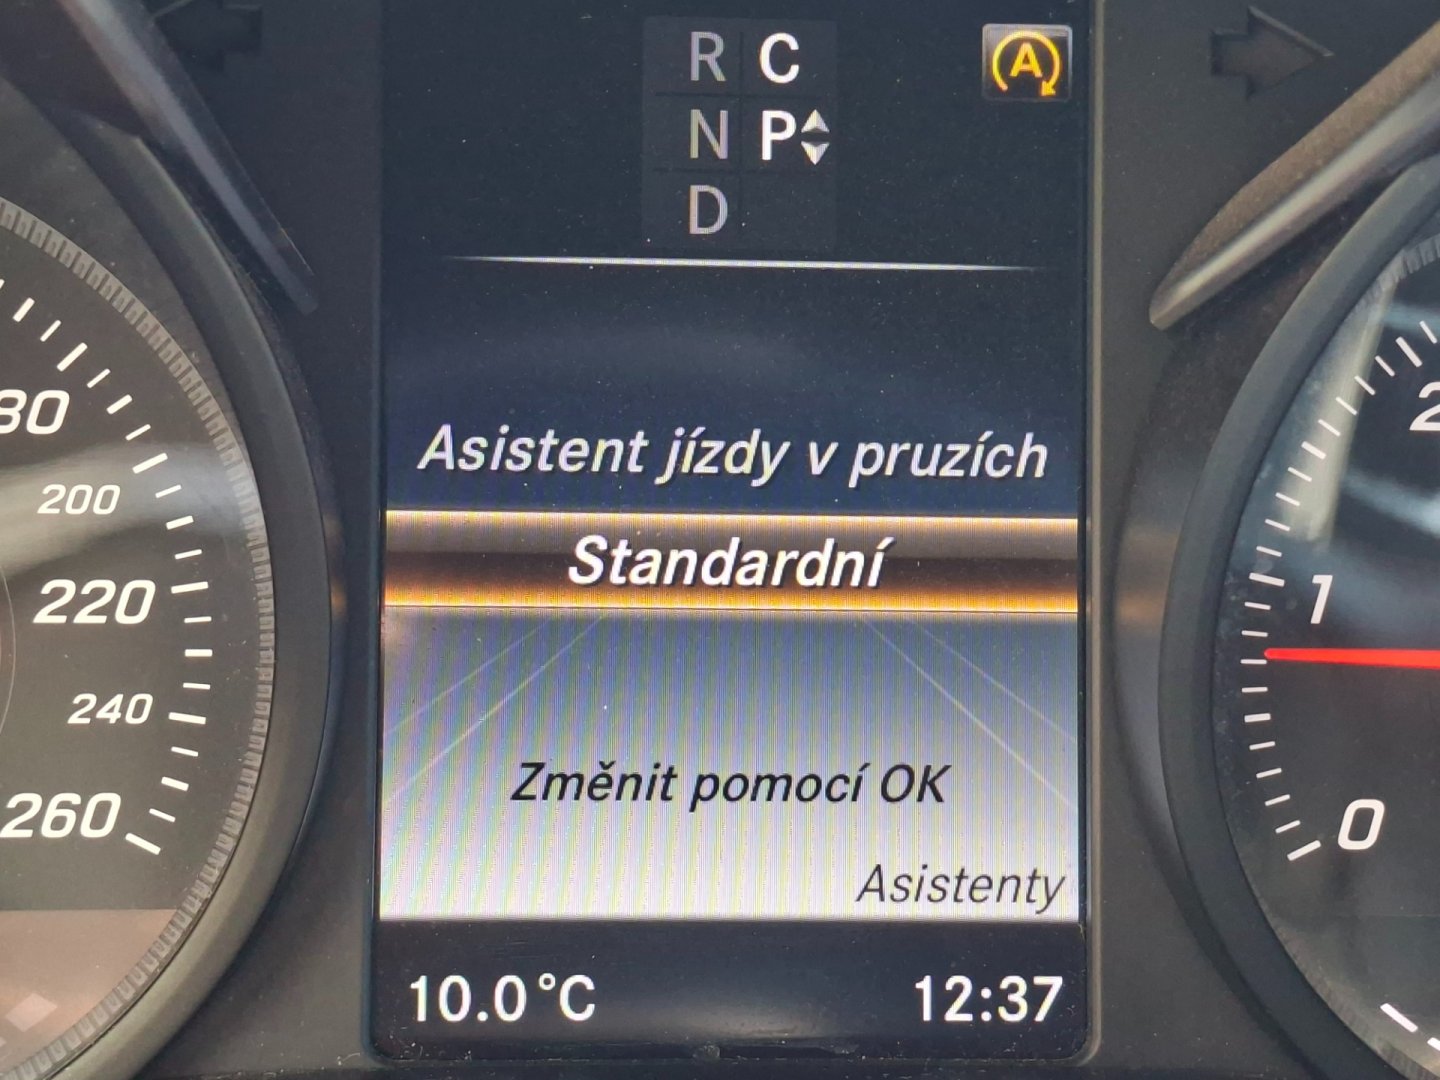 R C
A
N P
D
Asistent jízdy v pruzích
Standardní
Změnit pomocí OK
Asistenty
10.0°C 12:37
200
220
240
260
1
0